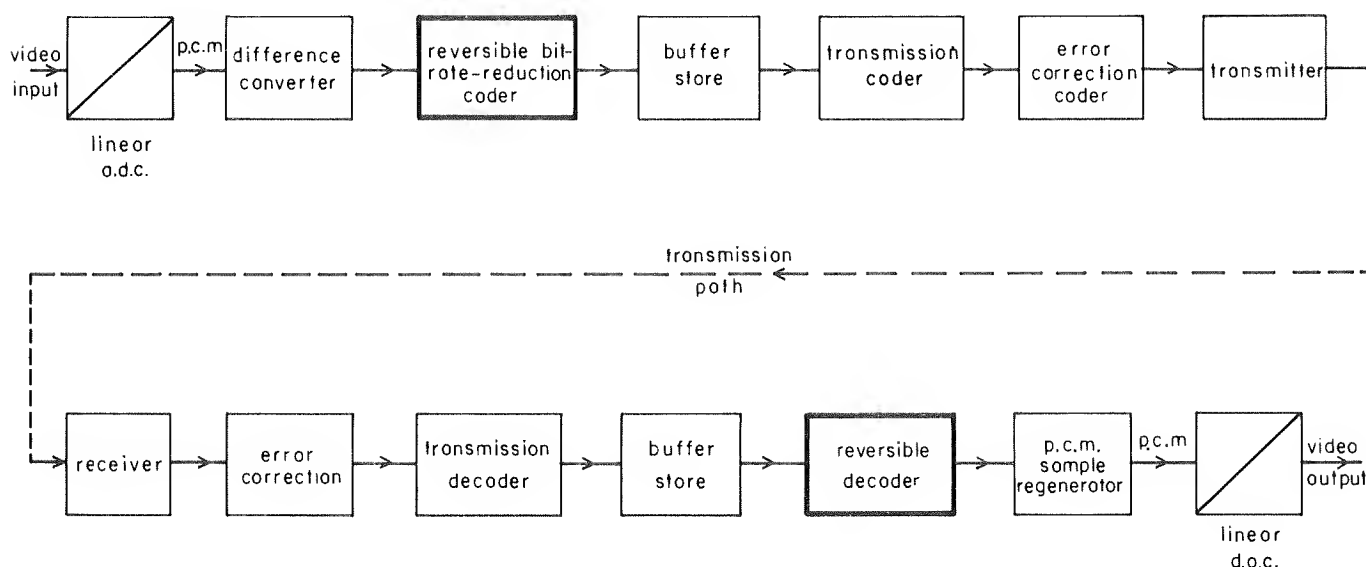 video
input
linear
a.d.c.
p.c.m
difference
converter
reversible bit-
rate-reduction
coder
buffer
store
transmission
coder
error
correction
coder
transmitter
transmission
path
receiver
error
correction
transmission
decoder
buffer
store
reversible
decoder
p.c.m.
sample
regenerator
p.c.m
linear
d.a.c.
video
output